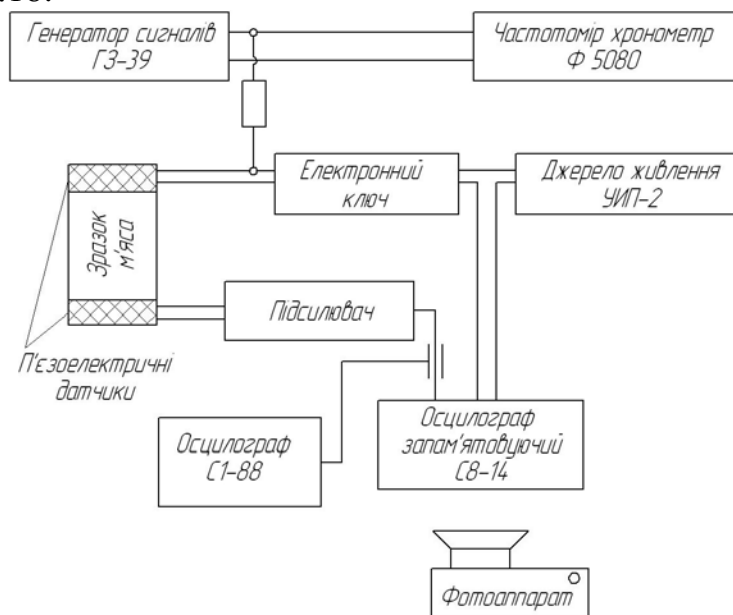 Генератор сигналів
ГЗ-39
Частотомір хронометр
Ф 5080
Електронний
ключ
Джерело живлення
УИП-2
Зразок
м'яса
Підсилювач
П'єзоелектричні
датчики
Осцилограф
С1-88
Осцилограф
запам'ятовуючий
С8-14
Фотоаппарат